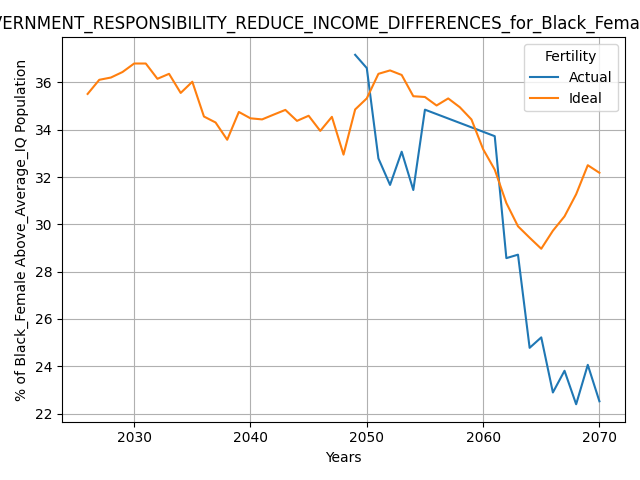 VERNMENT_RESPONSIBILITY_REDUCE_INCOME_DIFFERENCES_for_Black_Fema
Fertility
Actual
Ideal
% of Black_Female Above_Average_IQ Population
36
34
32
30
28
26
24
22
2030 2040 2050 2060 2070
Years